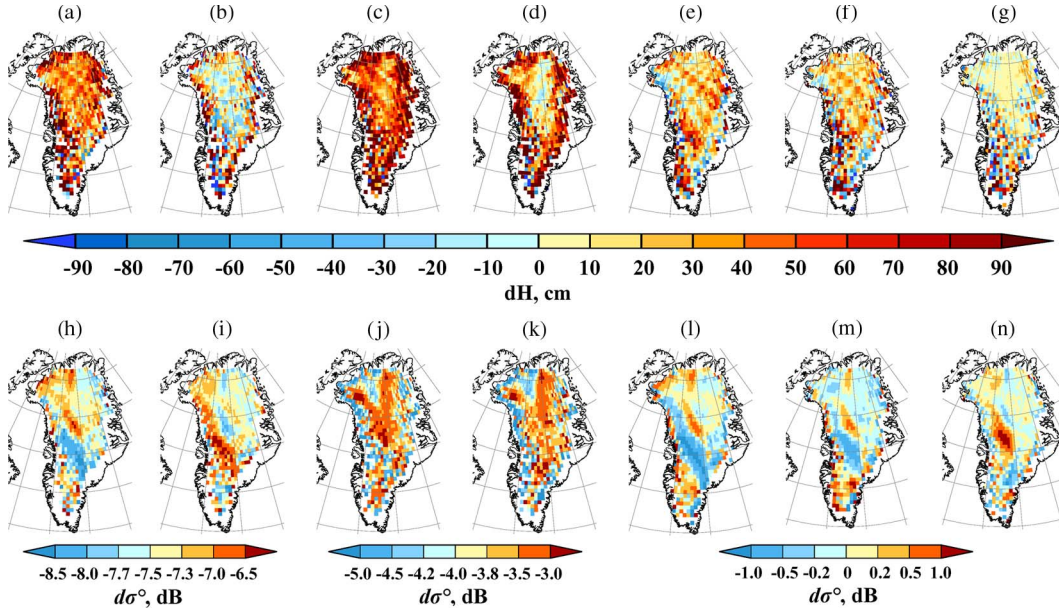 (a) (b) (c) (d) (e) (f) (g)
-90 -80 -70 -60 -50 -40 -30 -20 -10 0 10 20 30 40 50 60 70 80 90
dH, cm
(h) (i) (j) (k) (l) (m) (n)
-8.5 -8.0 -7.7 -7.5 -7.3 -7.0 -6.5 -5.0 -4.5 -4.2 -4.0 -3.8 -3.5 -3.0 -1.0 -0.5 -0.2 0 0.2 0.5 1.0
dσ°, dB dσ°, dB dσ°, dB